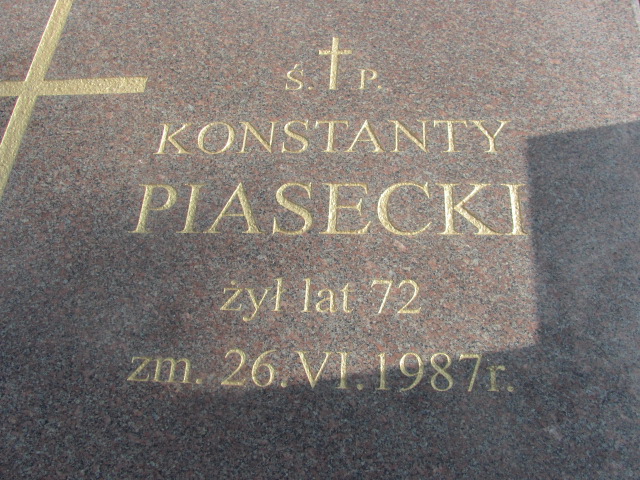 Ś. P.
KONSTANTY
PIASECKI
żył lat 72
zm. 26.VI.1987r.